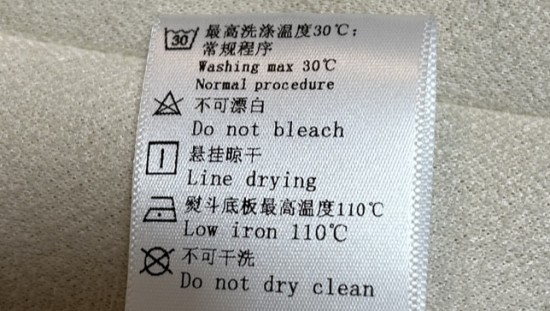 30 最高洗涤温度30℃;
常规程序
Washing max 30℃
Normal procedure
不可漂白
Do not bleach
悬挂晾干
Line drying
熨斗底板最高温度110℃
Low iron 110℃
不可干洗
Do not dry clean